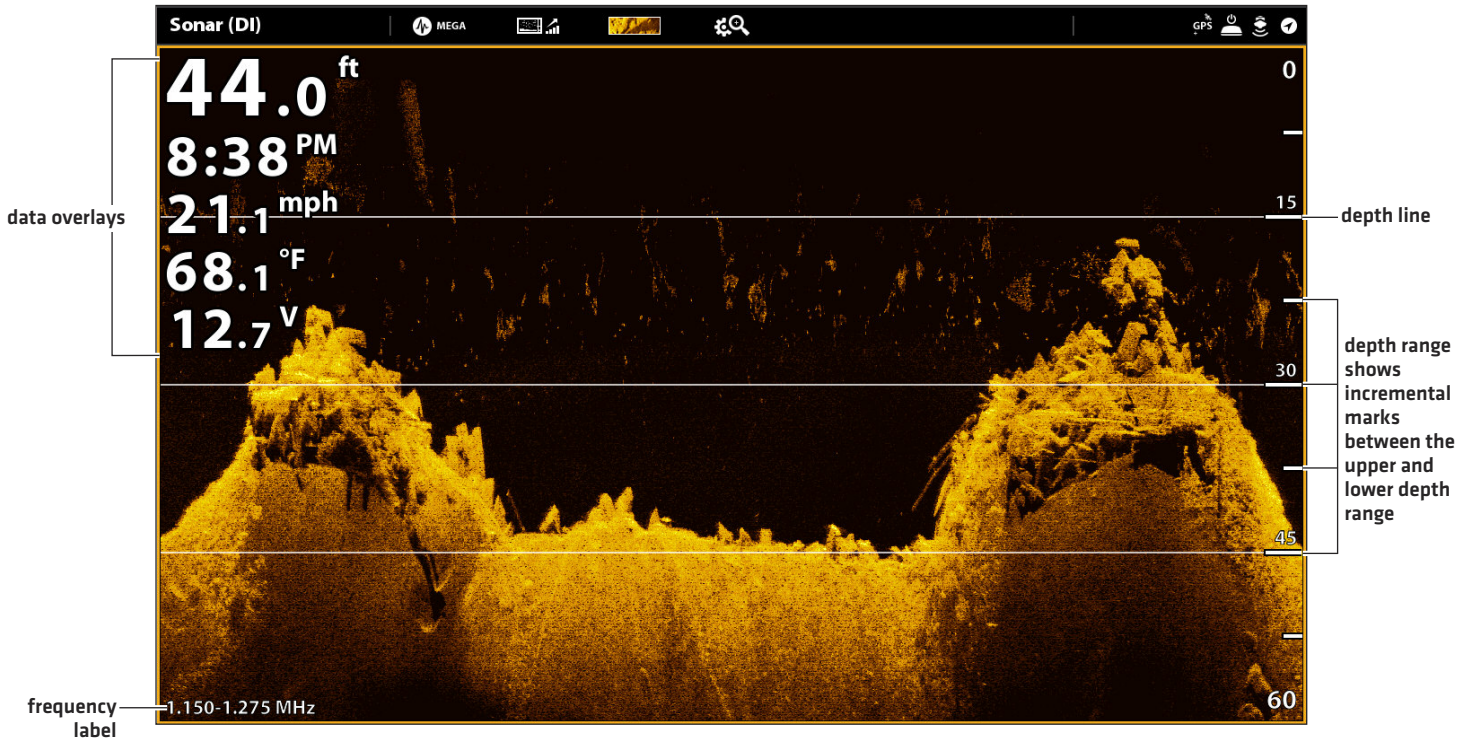 Sonar (DI)
MEGA
GPS
44.0 ft
8:38 PM
21.1 mph
68.1 °F
12.7 V
data overlays
0
15
depth line
30
depth range
shows
incremental
marks
between the
upper and
lower depth
range
45
60
frequency
label
1.150-1.275 MHz